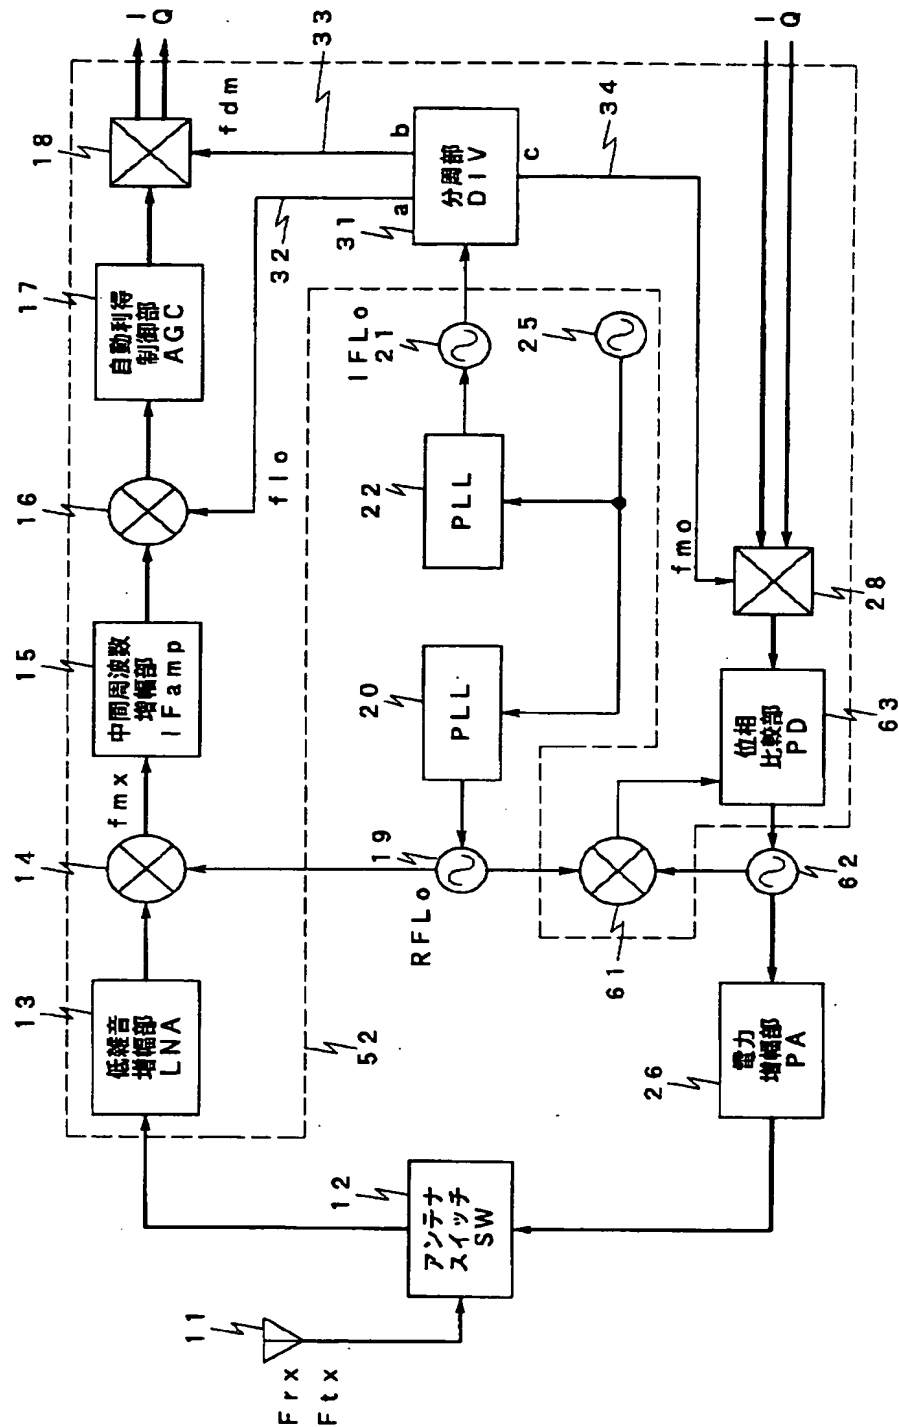 Frx
Ftx
11
アンテナ
スイッチ
SW
12
低雑音
増幅部
LNA
13
52
14
fmx
中間周波数
増幅部
IFamp
15
16
flo
自動利得
制御部
AGC
17
18
I
Q
fdm
33
32
a
b
c
分周部
DIV
31
34
RFLo
19
PLL
20
PLL
22
IFLo
21
25
fmo
61
電力
増幅部
PA
26
62
位相
比較部
PD
63
28
I
Q